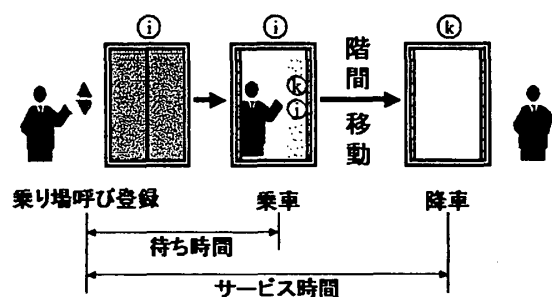 ⓘ ⓘ ⓚ
ⓚ
ⓙ
階間移動
乗り場呼び登録 乗車 降車
待ち時間
サービス時間